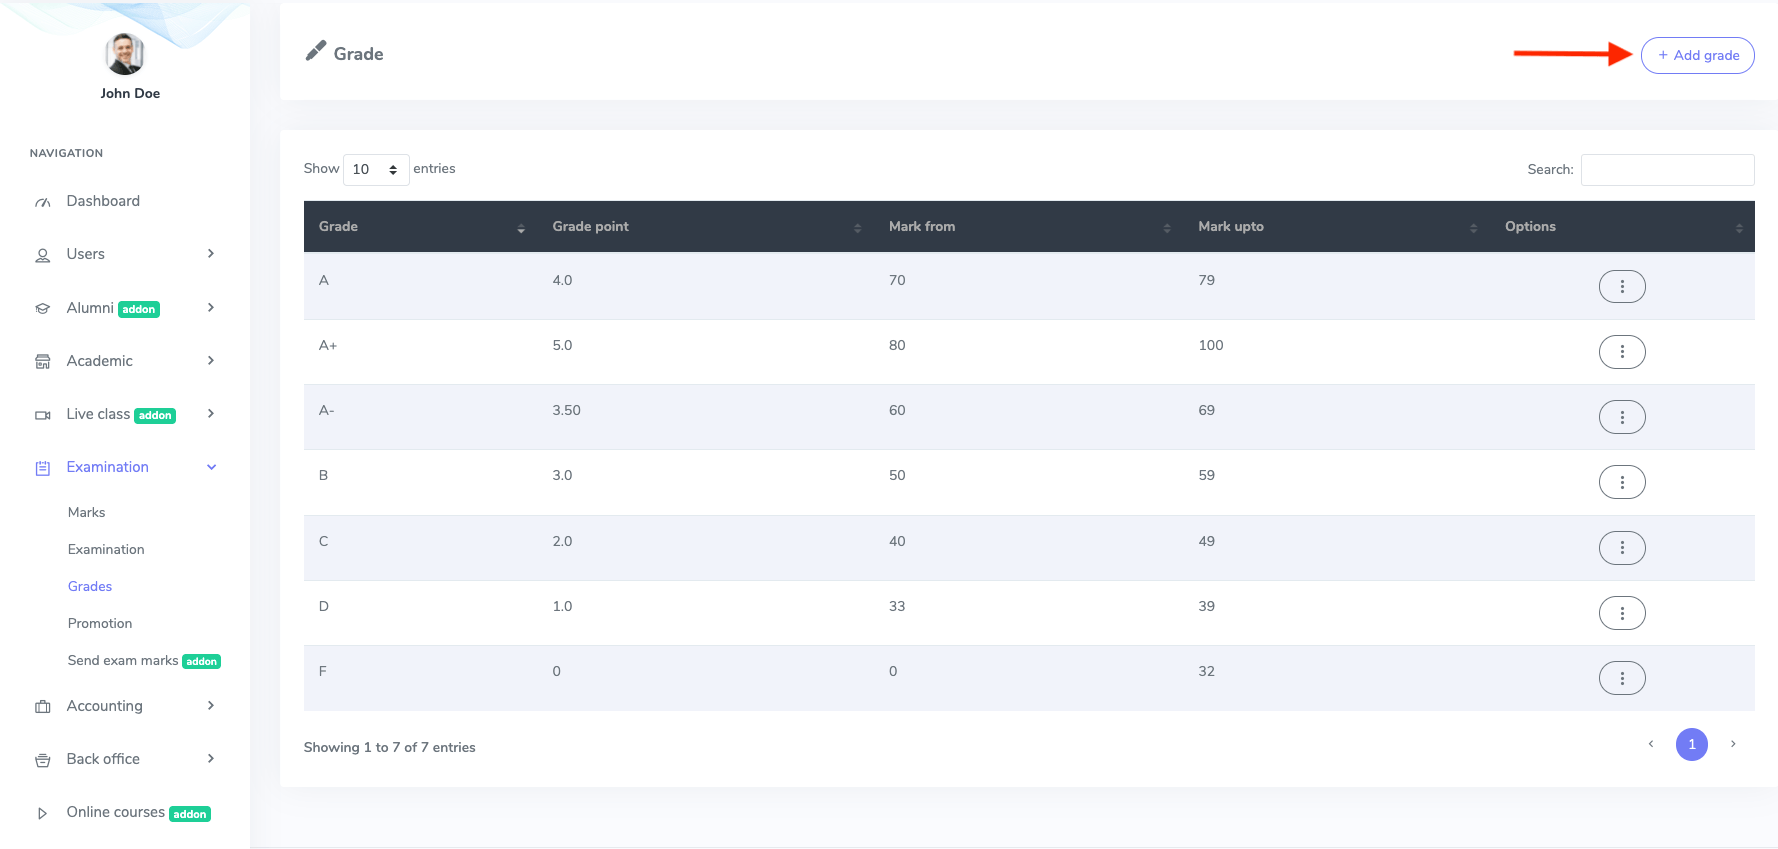 John Doe
NAVIGATION
Dashboard
Users
Alumni addon
Academic
Live class addon
Examination
Marks
Examination
Grades
Promotion
Send exam marks addon
Accounting
Back office
Online courses addon
Grade
+ Add grade
Show 10 entries
Search:
Grade Grade point Mark from Mark upto Options
A 4.0 70 79
A+ 5.0 80 100
A- 3.50 60 69
B 3.0 50 59
C 2.0 40 49
D 1.0 33 39
F 0 0 32
Showing 1 to 7 of 7 entries
‹ 1 ›